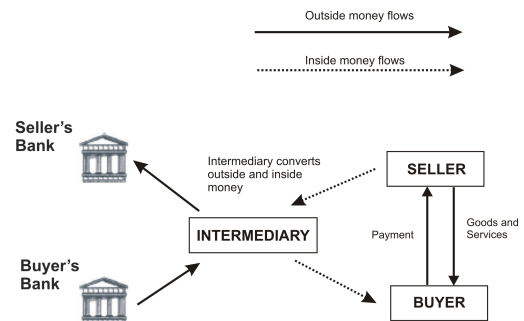 Outside money flows
Inside money flows
Seller's
Bank
Intermediary converts
outside and inside
money
SELLER
INTERMEDIARY
Payment
Goods and
Services
Buyer's
Bank
BUYER